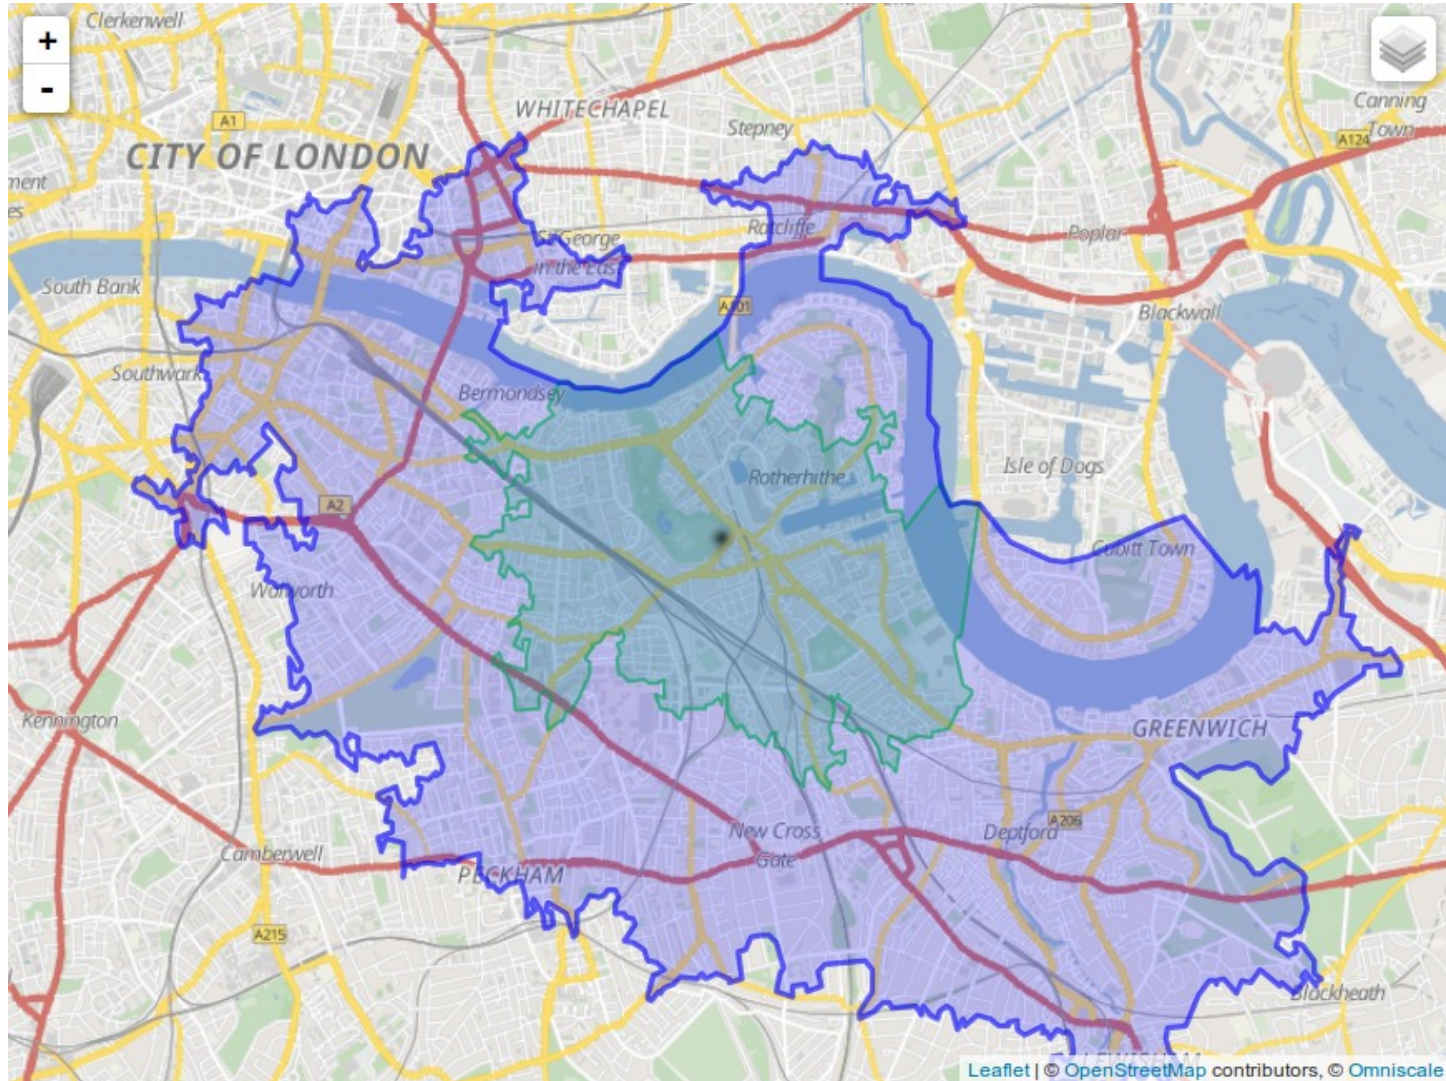 Clerkenwell
+
-
WHITECHAPEL
Canning
Town
A1
Stepney
A124
CITY OF LONDON
St George
in the East
Ratcliffe
Poplar
South Bank
A101
Blackwall
Southwark
Bermondsey
Isle of Dogs
Rotherhithe
A2
Cubitt Town
Walworth
Kennington
GREENWICH
A206
New Cross
Gate
Deptford
Camberwell
PECKHAM
A215
Blackheath
LEWISHAM
Leaflet | © OpenStreetMap contributors, © Omniscale